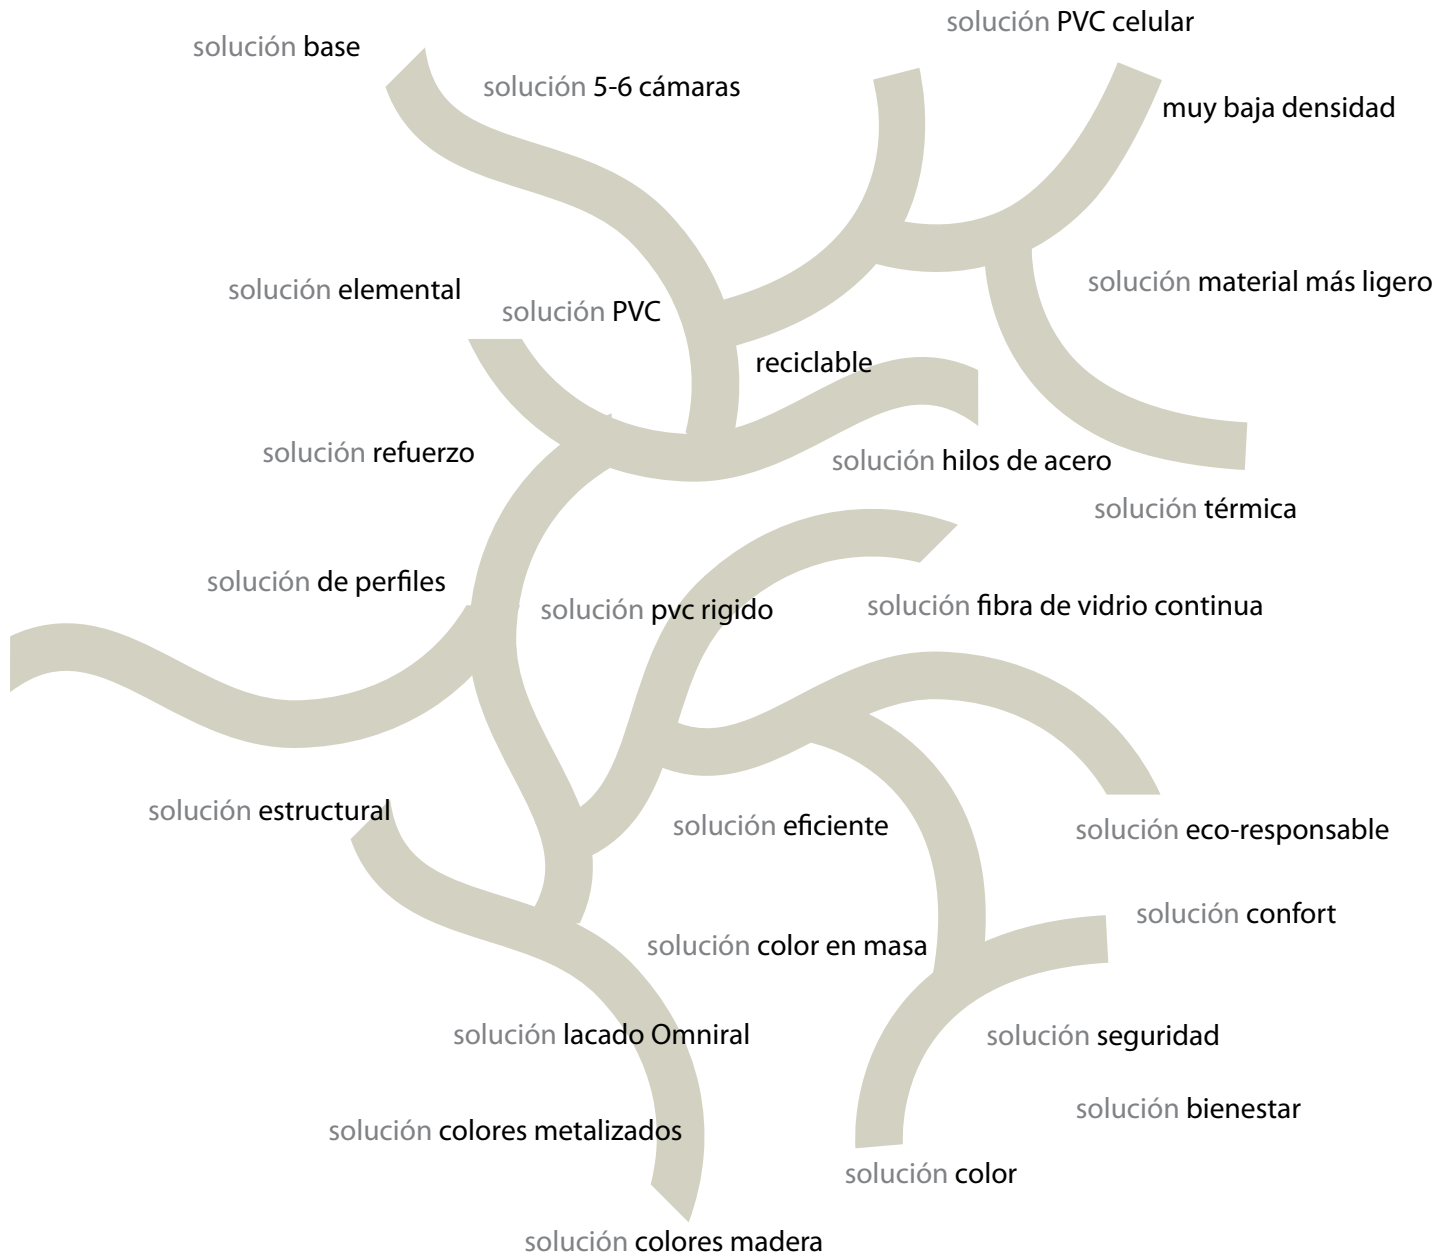 solución PVC celular
solución base
solución 5-6 cámaras
muy baja densidad
solución material más ligero
solución elemental
solución PVC
reciclable
solución refuerzo
solución hilos de acero
solución térmica
solución de perfiles
solución pvc rigido
solución fibra de vidrio continua
solución estructural
solución eficiente
solución eco-responsable
solución confort
solución color en masa
solución lacado Omniral
solución seguridad
solución bienestar
solución colores metalizados
solución color
solución colores madera